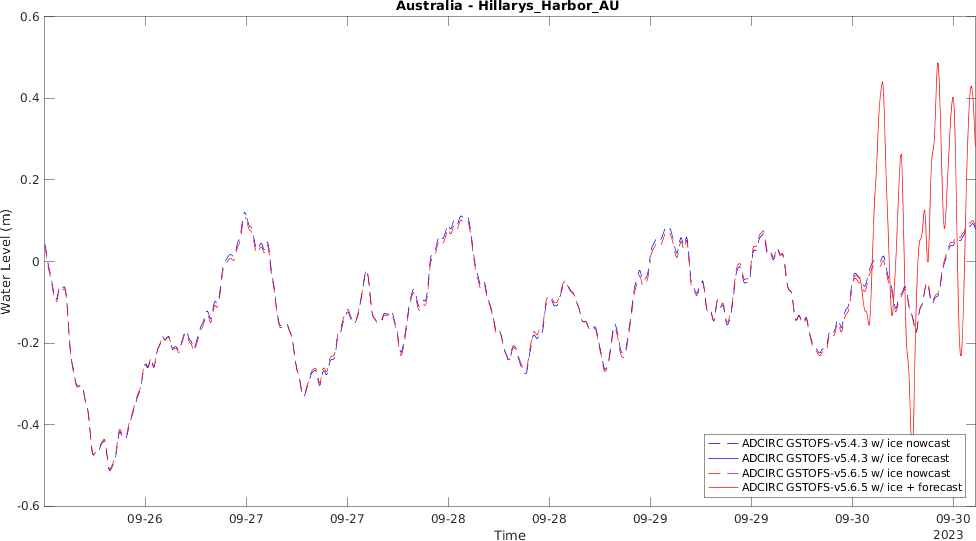 Australia - Hillarys_Harbor_AU
0.6
0.4
0.2
0
-0.2
-0.4
-0.6
Water Level (m)
ADCIRC GSTOFS-v5.4.3 w/ ice nowcast
ADCIRC GSTOFS-v5.4.3 w/ ice forecast
ADCIRC GSTOFS-v5.6.5 w/ ice nowcast
ADCIRC GSTOFS-v5.6.5 w/ ice + forecast
09-26 09-27 09-27 09-28 09-28 09-29 09-29 09-30 09-30
Time
2023